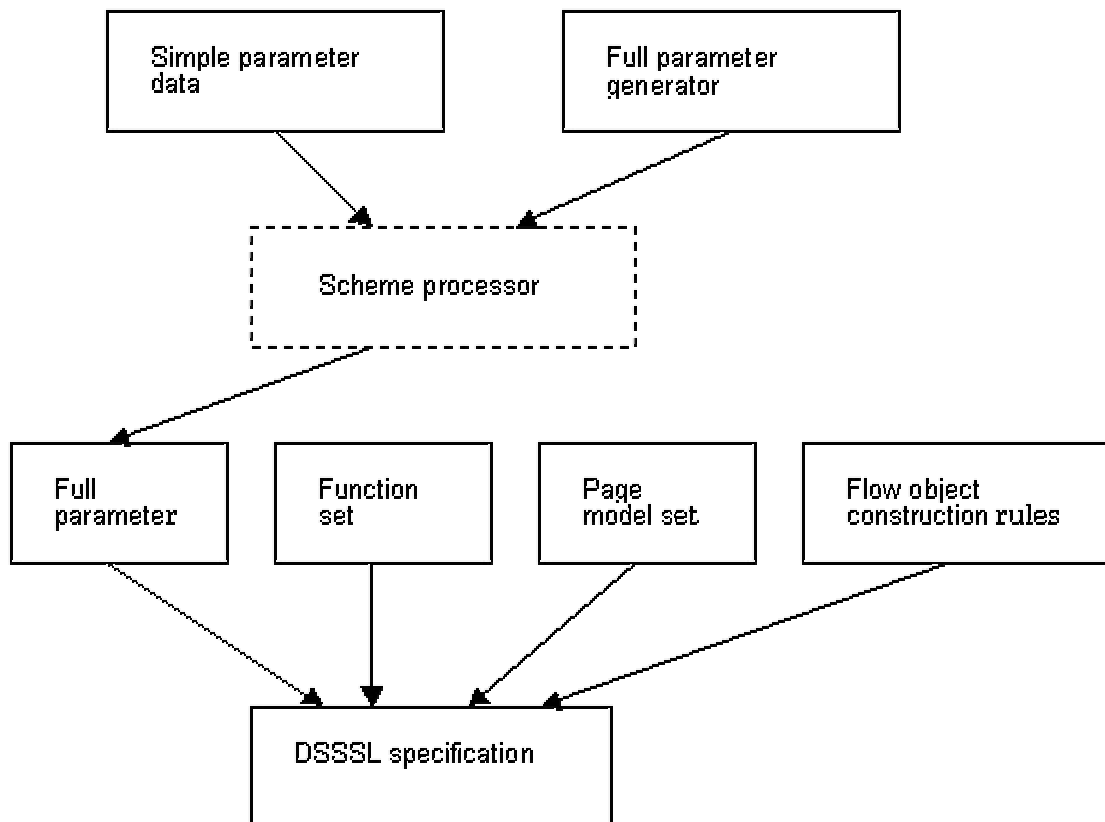 Simple parameter
data
Full parameter
generator
Scheme processor
Full
parameter
Function
set
Page
model set
Flow object
construction rules
DSSSL specification